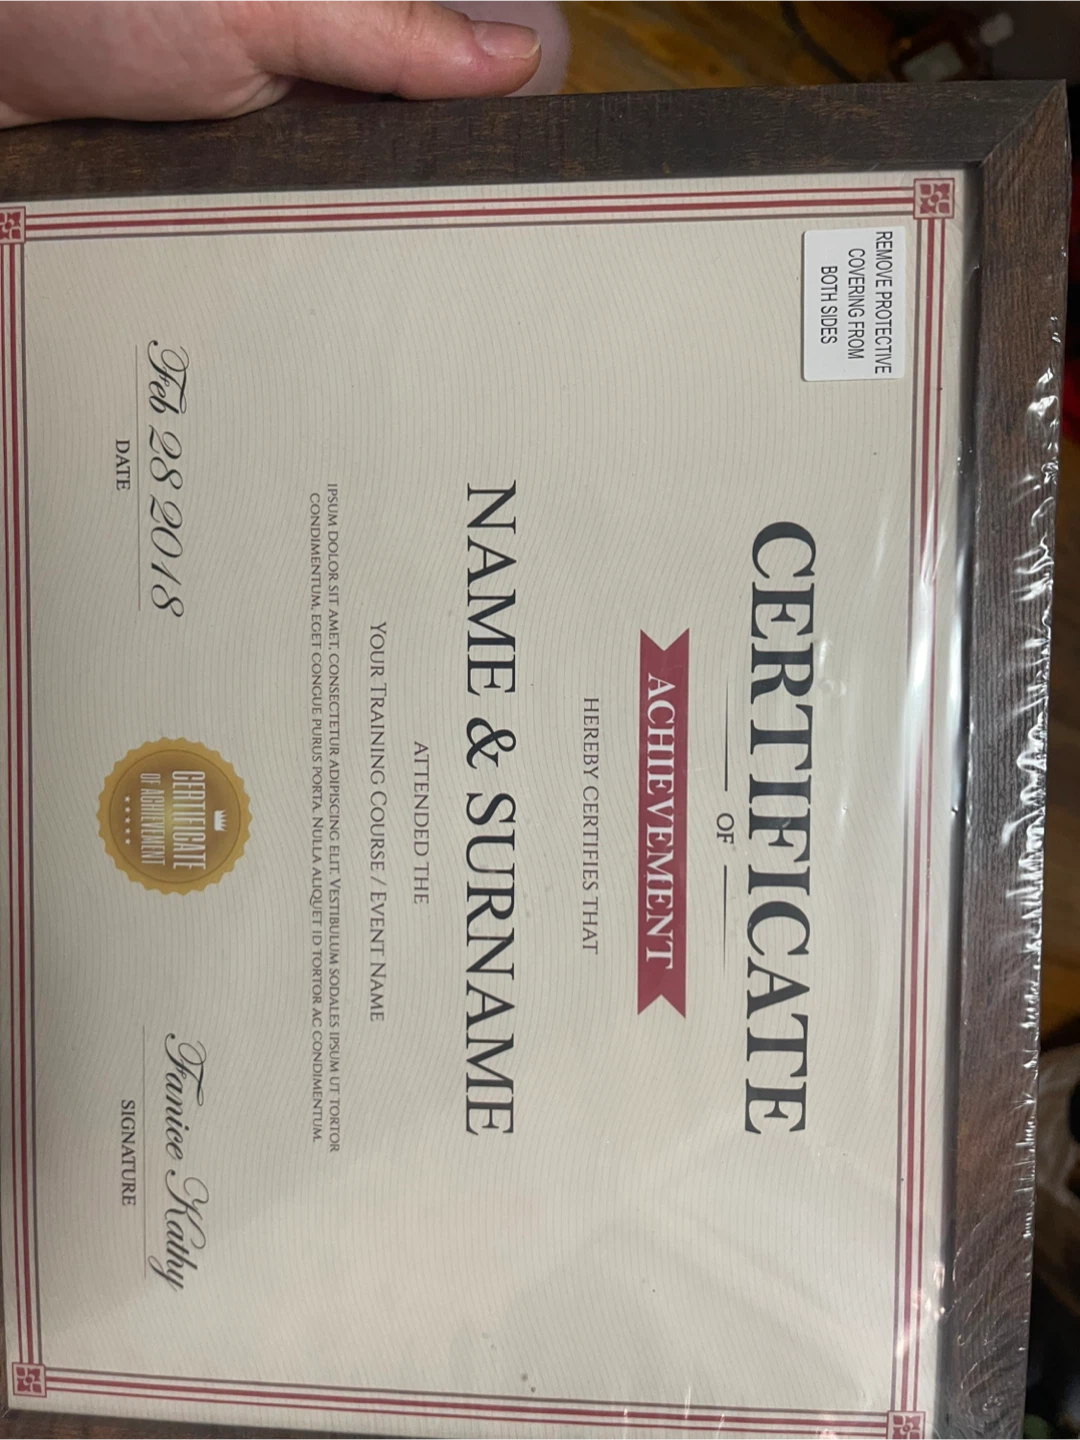 REMOVE PROTECTIVE
COVERING FROM
BOTH SIDES
CERTIFICATE
OF
ACHIEVEMENT
HEREBY CERTIFIES THAT
NAME & SURNAME
ATTENDED THE
YOUR TRAINING COURSE / EVENT NAME
IPSUM DOLOR SIT AMET, CONSECTETUR ADIPISCING ELIT. VESTIBULUM SODALES IPSUM UT TORTOR
CONDIMENTUM, EGET CONGUE PURUS PORTA. NULLA ALIQUET ID TORTOR AC CONDIMENTUM.
Feb 28 2018
DATE
CERTIFICATE
OF ACHIEVEMENT
Fanice Kathy
SIGNATURE